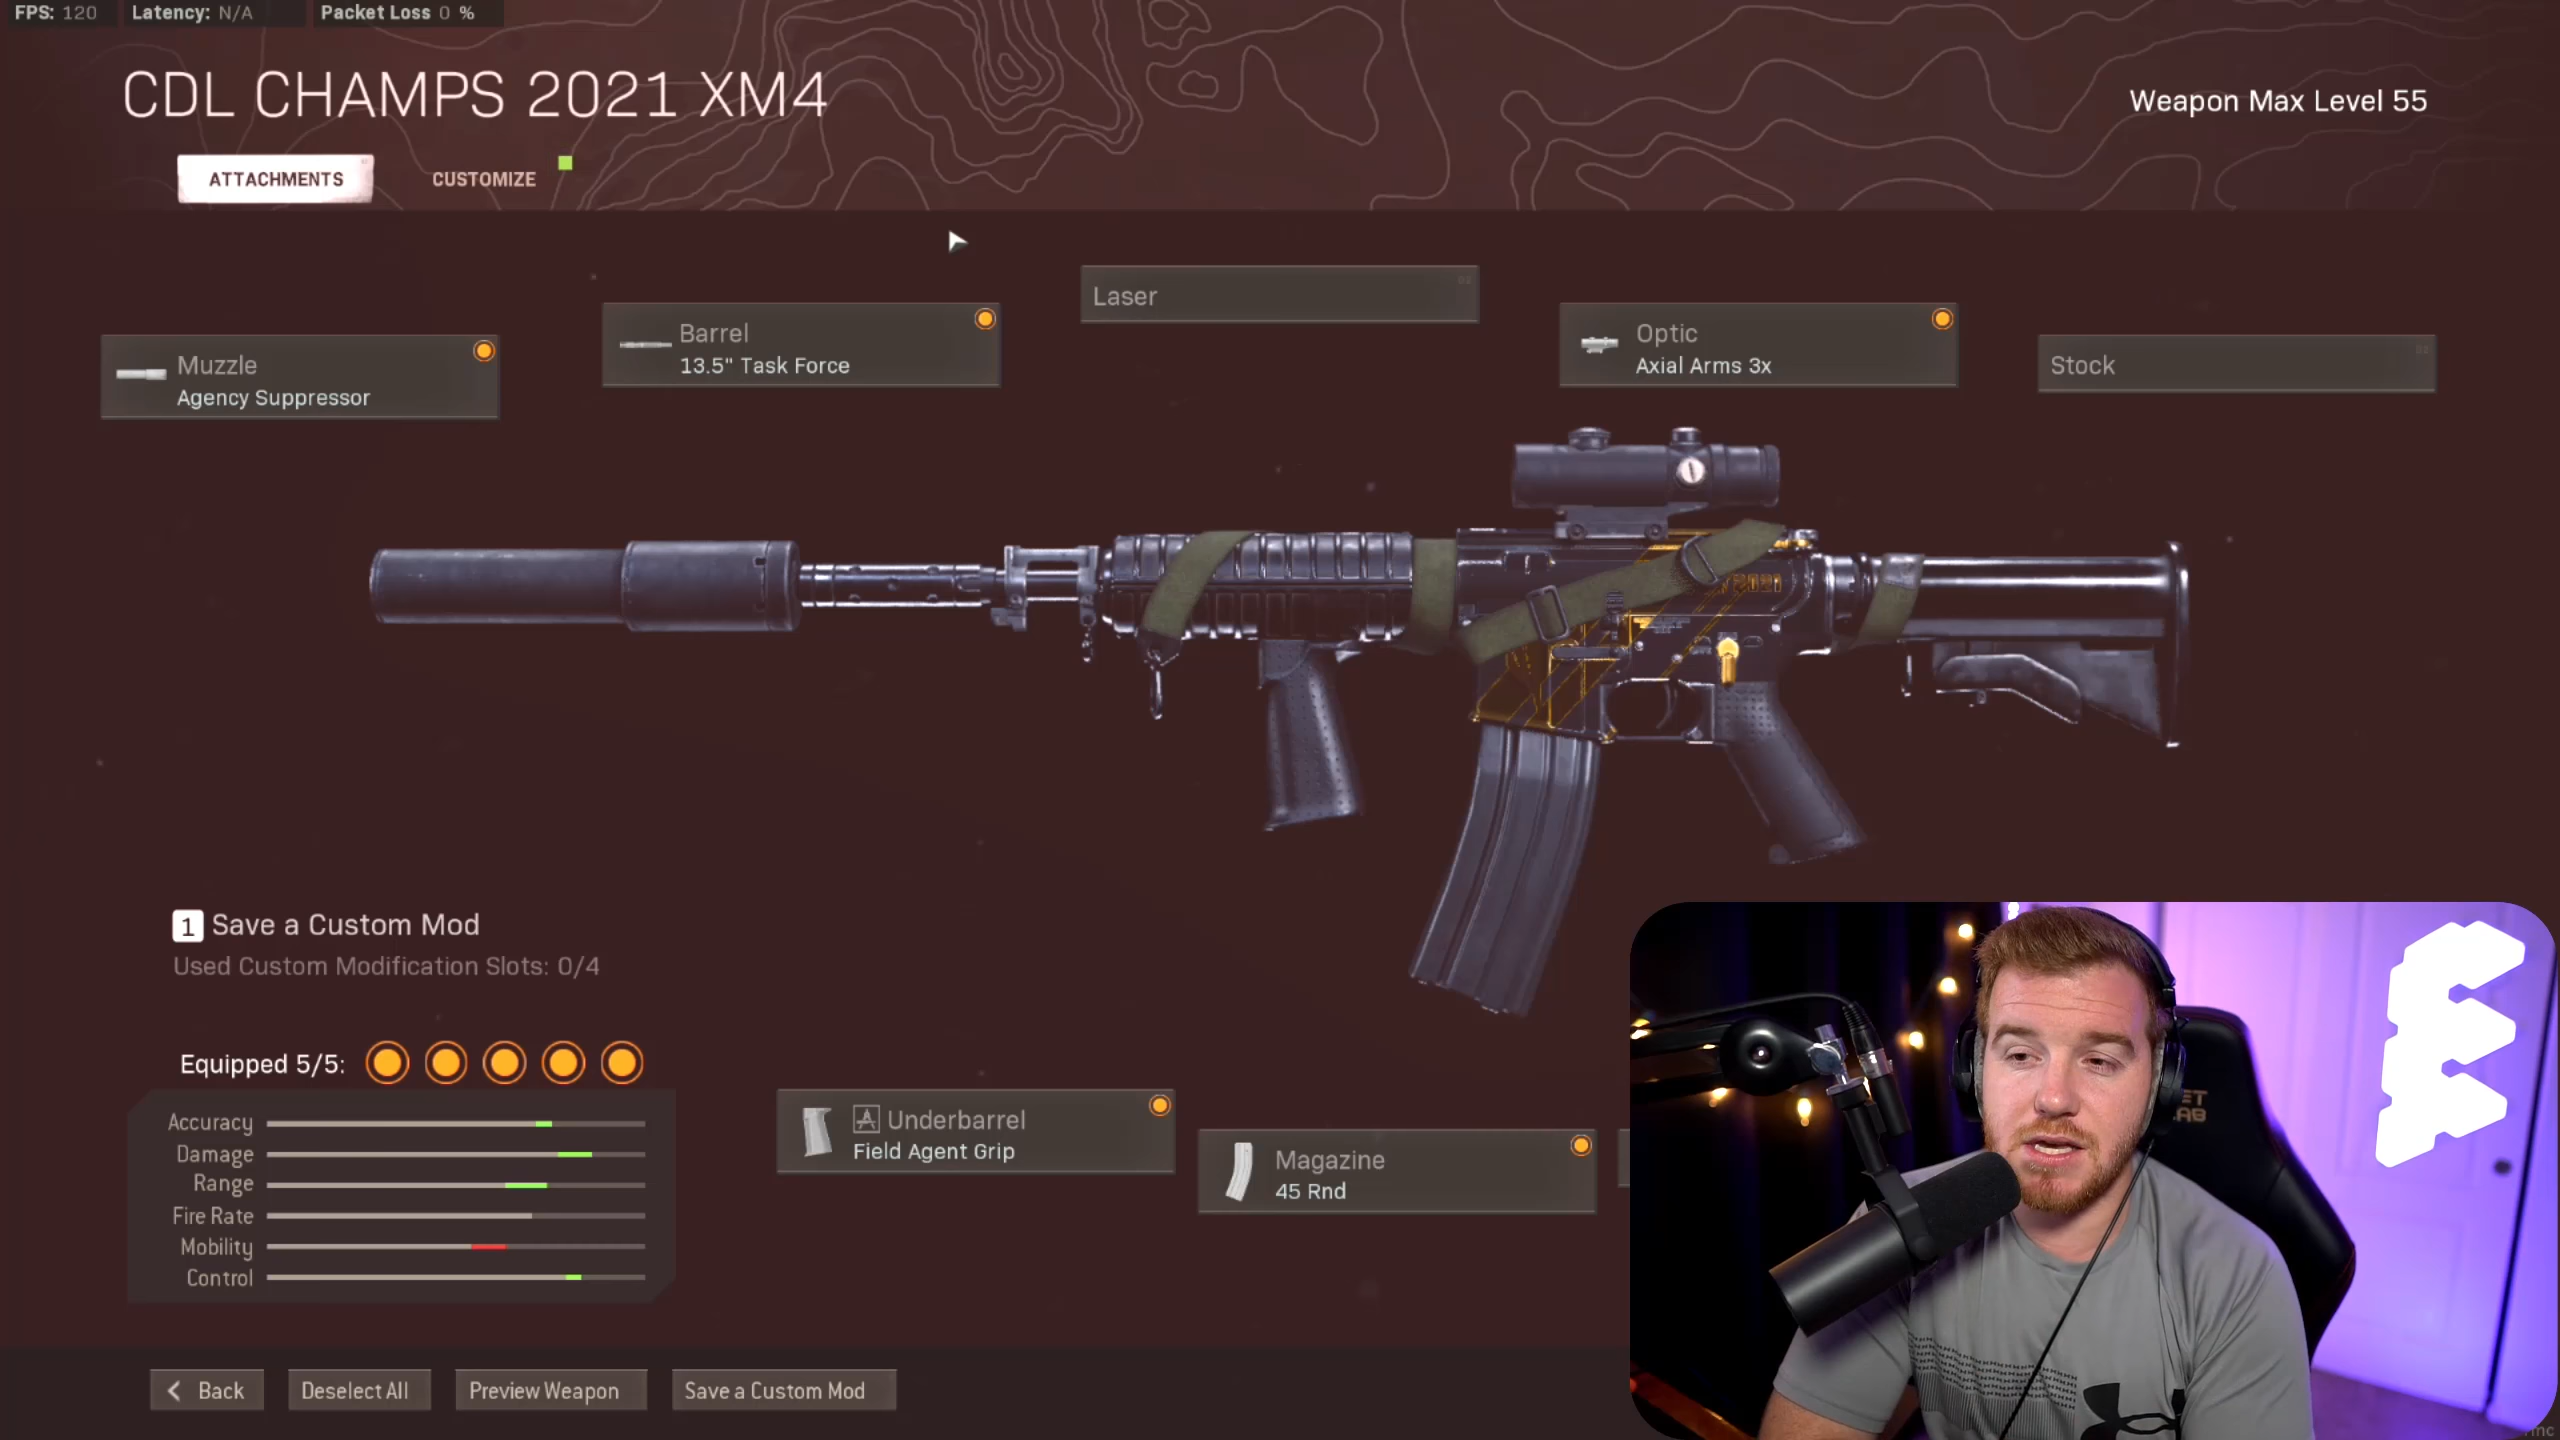 FPS: 120 Latency: N/A Packet Loss 0 %
CDL CHAMPS 2021 XM4
Weapon Max Level 55
ATTACHMENTS
CUSTOMIZE
Laser
Barrel
13.5" Task Force
Optic
Axial Arms 3x
Muzzle
Agency Suppressor
Stock
2021
1 Save a Custom Mod
Used Custom Modification Slots: 0/4
Equipped 5/5:
Accuracy
Damage
Range
Fire Rate
Mobility
Control
Underbarrel
Field Agent Grip
Magazine
45 Rnd
Back
Deselect All
Preview Weapon
Save a Custom Mod